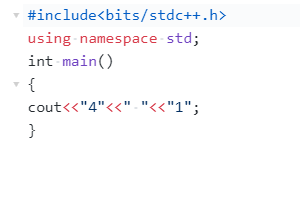 #include<bits/stdc++.h>
using namespace std;
int main()
{
cout<<"4"<<" "<<"1";
}